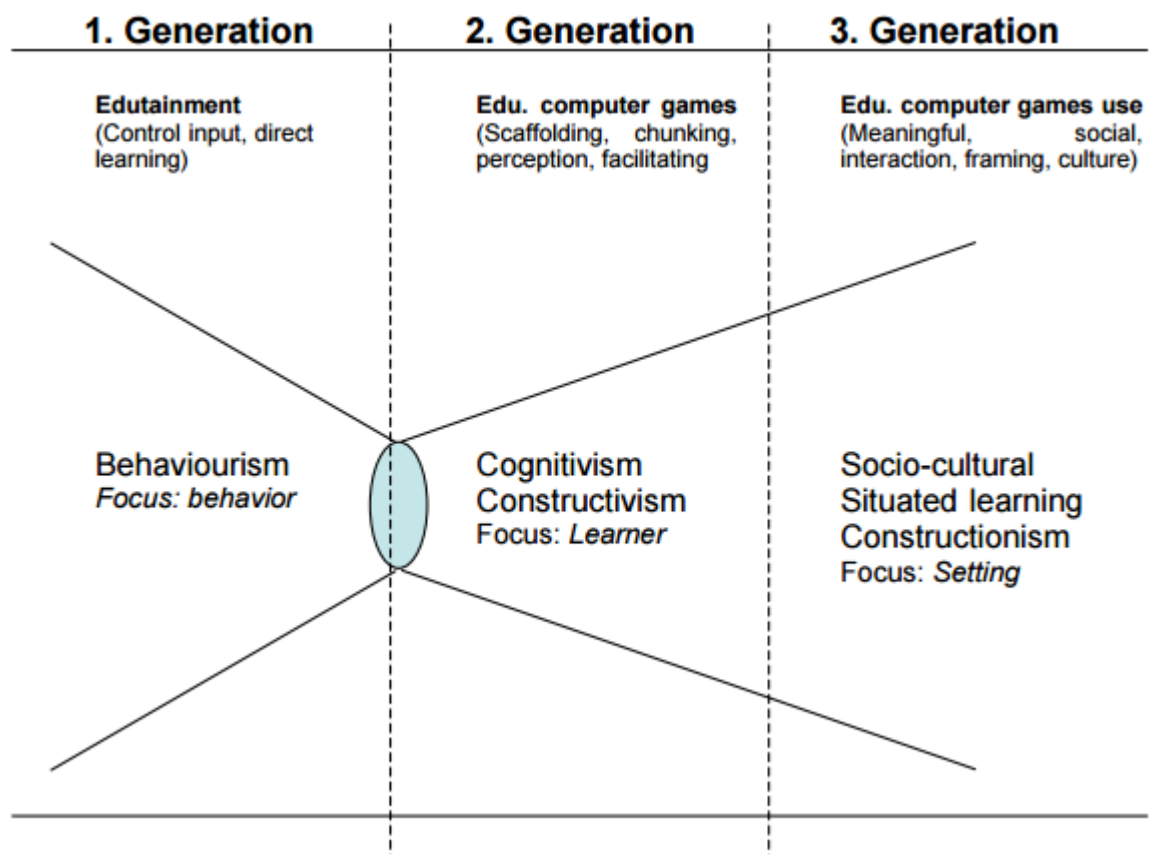 1. Generation
2. Generation
3. Generation
Edutainment
(Control input, direct
learning)
Edu. computer games
(Scaffolding, chunking,
perception, facilitating
Edu. computer games use
(Meaningful, social,
interaction, framing, culture)
Behaviourism
Focus: behavior
Cognitivism
Constructivism
Focus: Learner
Socio-cultural
Situated learning
Constructionism
Focus: Setting